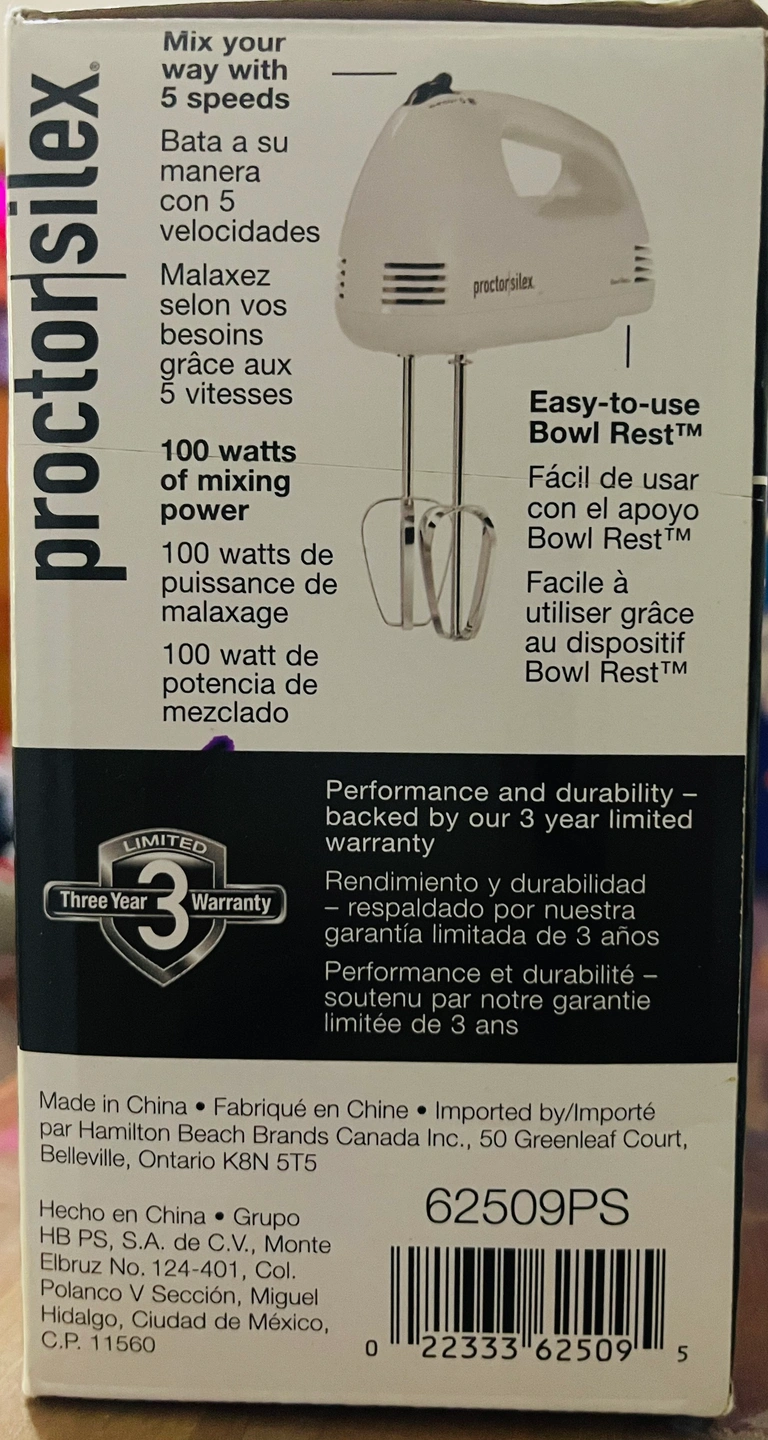 proctor silex®
Mix your
way with
5 speeds
Bata a su
manera
con 5
velocidades
Malaxez
selon vos
besoins
grâce aux
5 vitesses
100 watts
of mixing
power
100 watts de
puissance de
malaxage
100 watt de
potencia de
mezclado
proctor silex
Easy-to-use
Bowl Rest™
Fácil de usar
con el apoyo
Bowl Rest™
Facile à
utiliser grâce
au dispositif
Bowl Rest™
LIMITED
Three Year 3 Warranty
Performance and durability –
backed by our 3 year limited
warranty
Rendimiento y durabilidad
– respaldado por nuestra
garantía limitada de 3 años
Performance et durabilité –
soutenu par notre garantie
limitée de 3 ans
Made in China • Fabriqué en Chine • Imported by/Importé
par Hamilton Beach Brands Canada Inc., 50 Greenleaf Court,
Belleville, Ontario K8N 5T5
Hecho en China • Grupo
HB PS, S.A. de C.V., Monte
Elbruz No. 124-401, Col.
Polanco V Sección, Miguel
Hidalgo, Ciudad de México,
C.P. 11560
62509PS
0 22333 62509 5